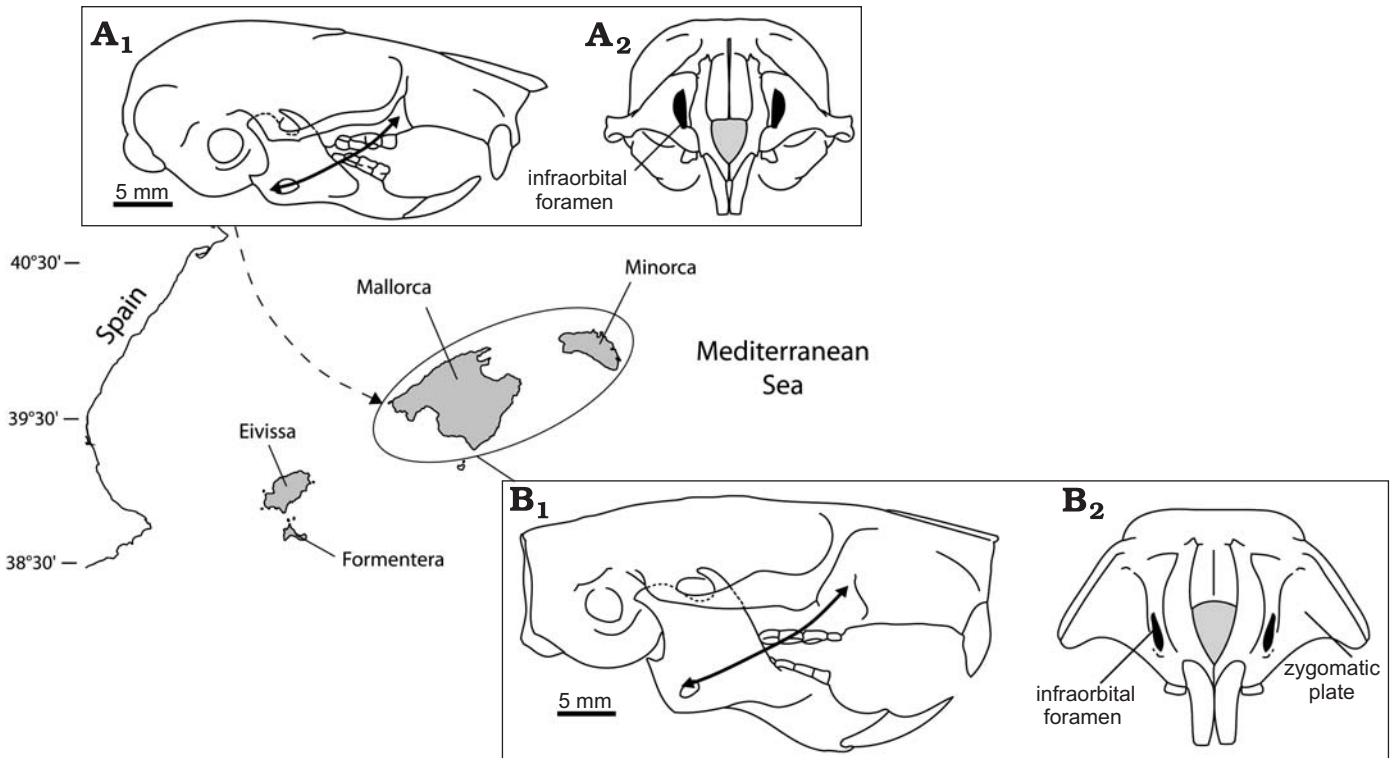 A1
A2
infraorbital
foramen
5 mm
40°30'
Minorca
Mallorca
Spain
Mediterranean
Sea
39°30'
Eivissa
38°30'
Formentera
B1
B2
5 mm
infraorbital
foramen
zygomatic
plate